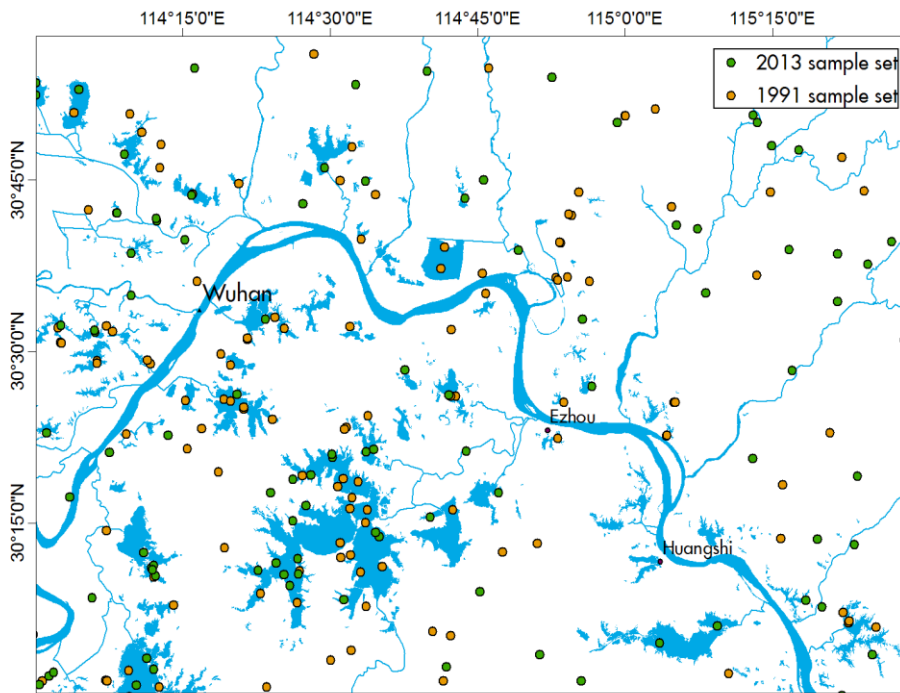 114°15'0"E 114°30'0"E 114°45'0"E 115°0'0"E 115°15'0"E
2013 sample set
1991 sample set
30°45'0"N
Wuhan
30°30'0"N
Ezhou
30°15'0"N
Huangshi